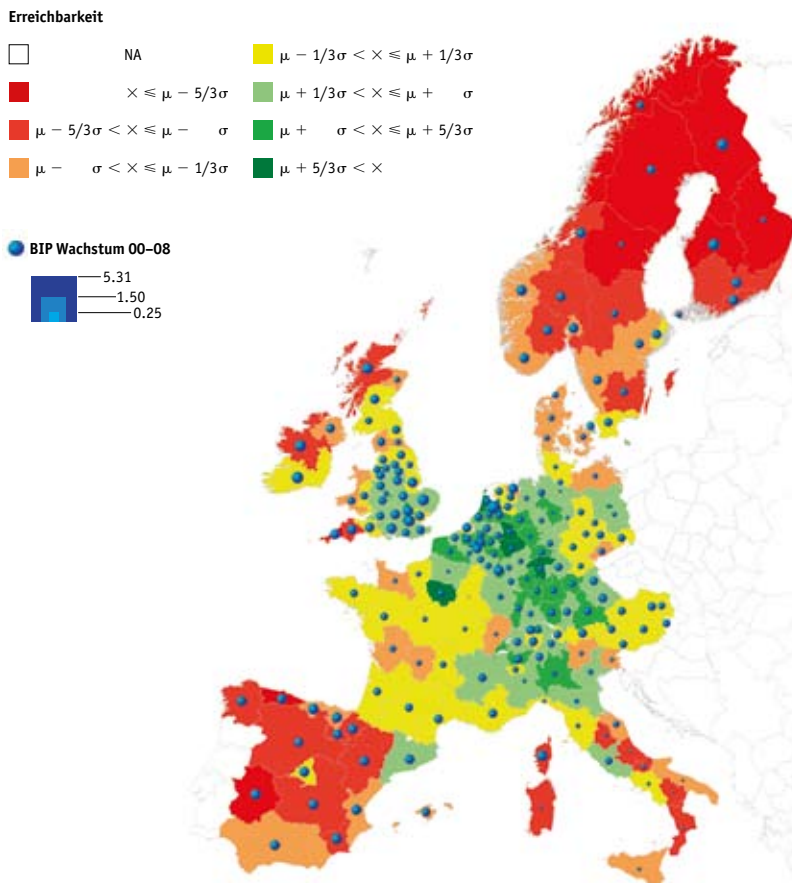 Erreichbarkeit
NA
× ≤ μ − 5/3σ
μ − 5/3σ < × ≤ μ − σ
μ − σ < × ≤ μ − 1/3σ
μ − 1/3σ < × ≤ μ + 1/3σ
μ + 1/3σ < × ≤ μ + σ
μ + σ < × ≤ μ + 5/3σ
μ + 5/3σ < ×
BIP Wachstum 00–08
5.31
1.50
0.25